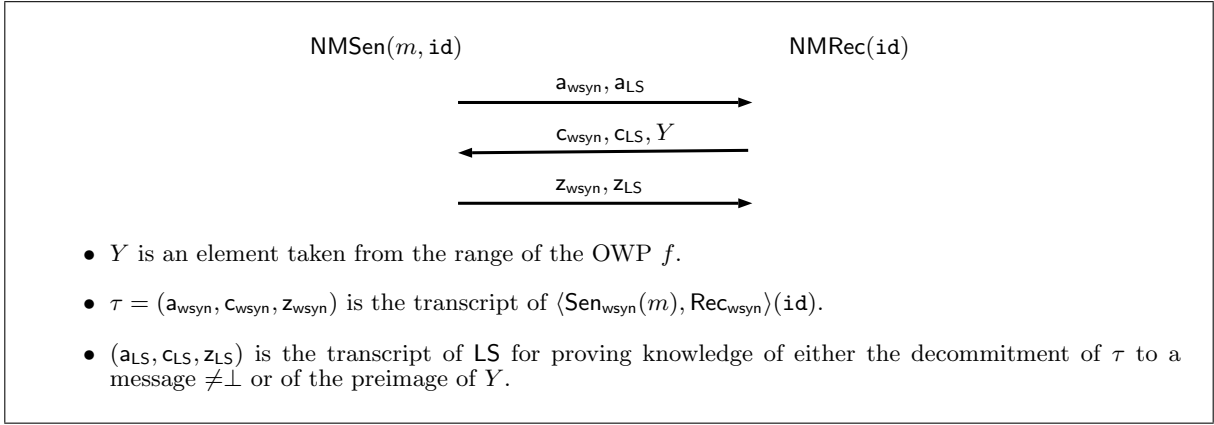 NMSen(m, id) NMRec(id)
a_wsyn, a_LS
c_wsyn, c_LS, Y
z_wsyn, z_LS
• Y is an element taken from the range of the OWP f.
• τ = (a_wsyn, c_wsyn, z_wsyn) is the transcript of ⟨Sen_wsyn(m), Rec_wsyn⟩(id).
• (a_LS, c_LS, z_LS) is the transcript of LS for proving knowledge of either the decommitment of τ to a
message ≠⊥ or of the preimage of Y.